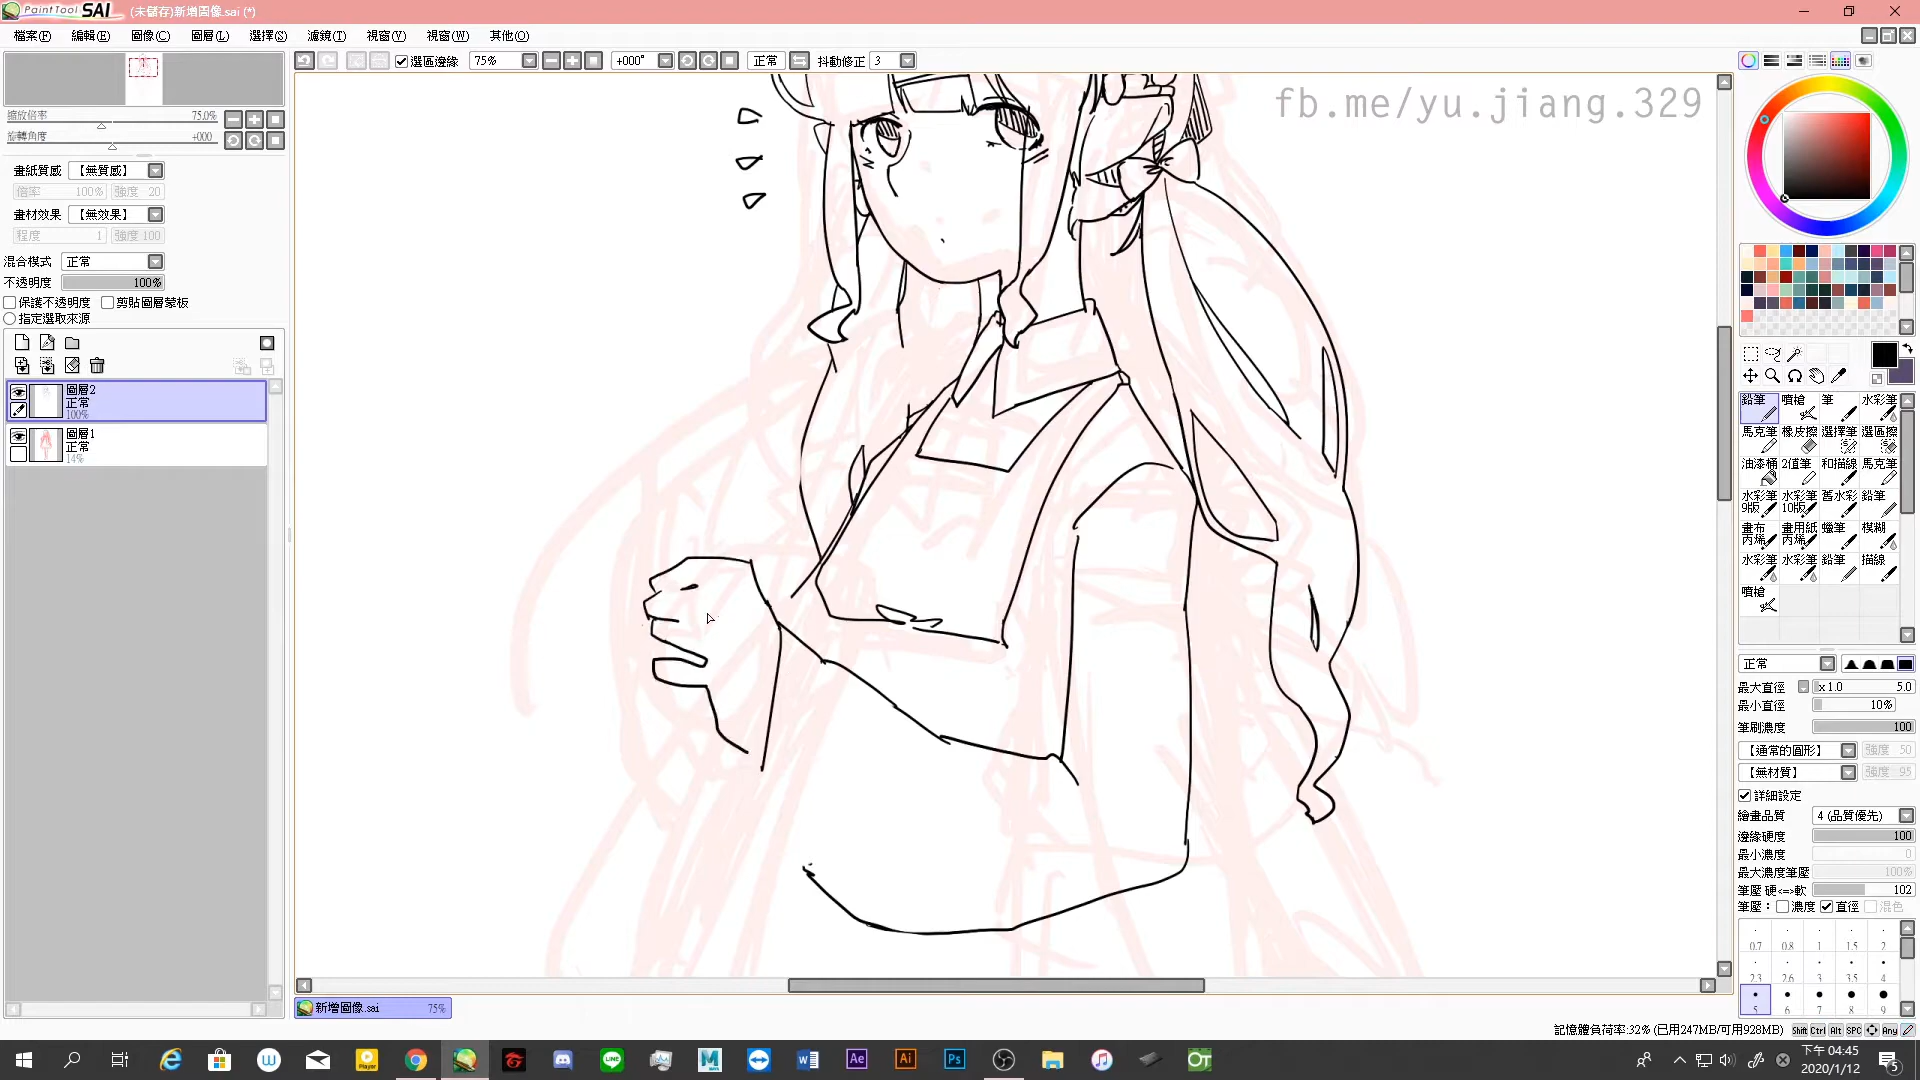 PaintTool SAI (未儲存)新增圖像.sai (*)
檔案(F) 編輯(E) 圖像(C) 圖層(L) 選擇(S) 濾鏡(T) 視窗(V) 視窗(W) 其他(O)
選區邊緣 75% +000° 正常 抖動修正 3
fb.me/yu.jiang.329
縮放倍率 75.0%
旋轉角度 +000
畫紙質感 【無質感】
倍率 100% 強度 20
畫材效果 【無效果】
程度 1 強度 100
混合模式 正常
不透明度 100%
保護不透明度 剪貼圖層蒙板
指定選取來源
圖層2
正常
100%
圖層1
正常
14%
鉛筆 噴槍 筆 水彩筆
馬克筆 橡皮擦 選擇筆 選區擦
油漆桶 2值筆 和描線 馬克筆
水彩筆9版 水彩筆10版 舊水彩 鉛筆
畫布丙烯 畫用紙丙烯 蠟筆 模糊
水彩筆 水彩筆 鉛筆 描線
噴槍
正常
最大直徑 x1.0 5.0
最小直徑 10%
筆刷濃度 100
【通常的圓形】 強度 50
【無材質】 強度 95
詳細設定
繪畫品質 4 (品質優先)
邊緣硬度 100
最小濃度 0
最大濃度筆壓 100%
筆壓 硬<=>軟 102
筆壓： 濃度 直徑 混色
0.7 0.8 1 1.5 2
2.3 2.6 3 3.5 4
5 6 7 8 9
新增圖像.sai 75%
記憶體負荷率:32% (已用247MB/可用928MB) Shift Ctrl Alt SPC Any
下午 04:45
2020/1/12
5